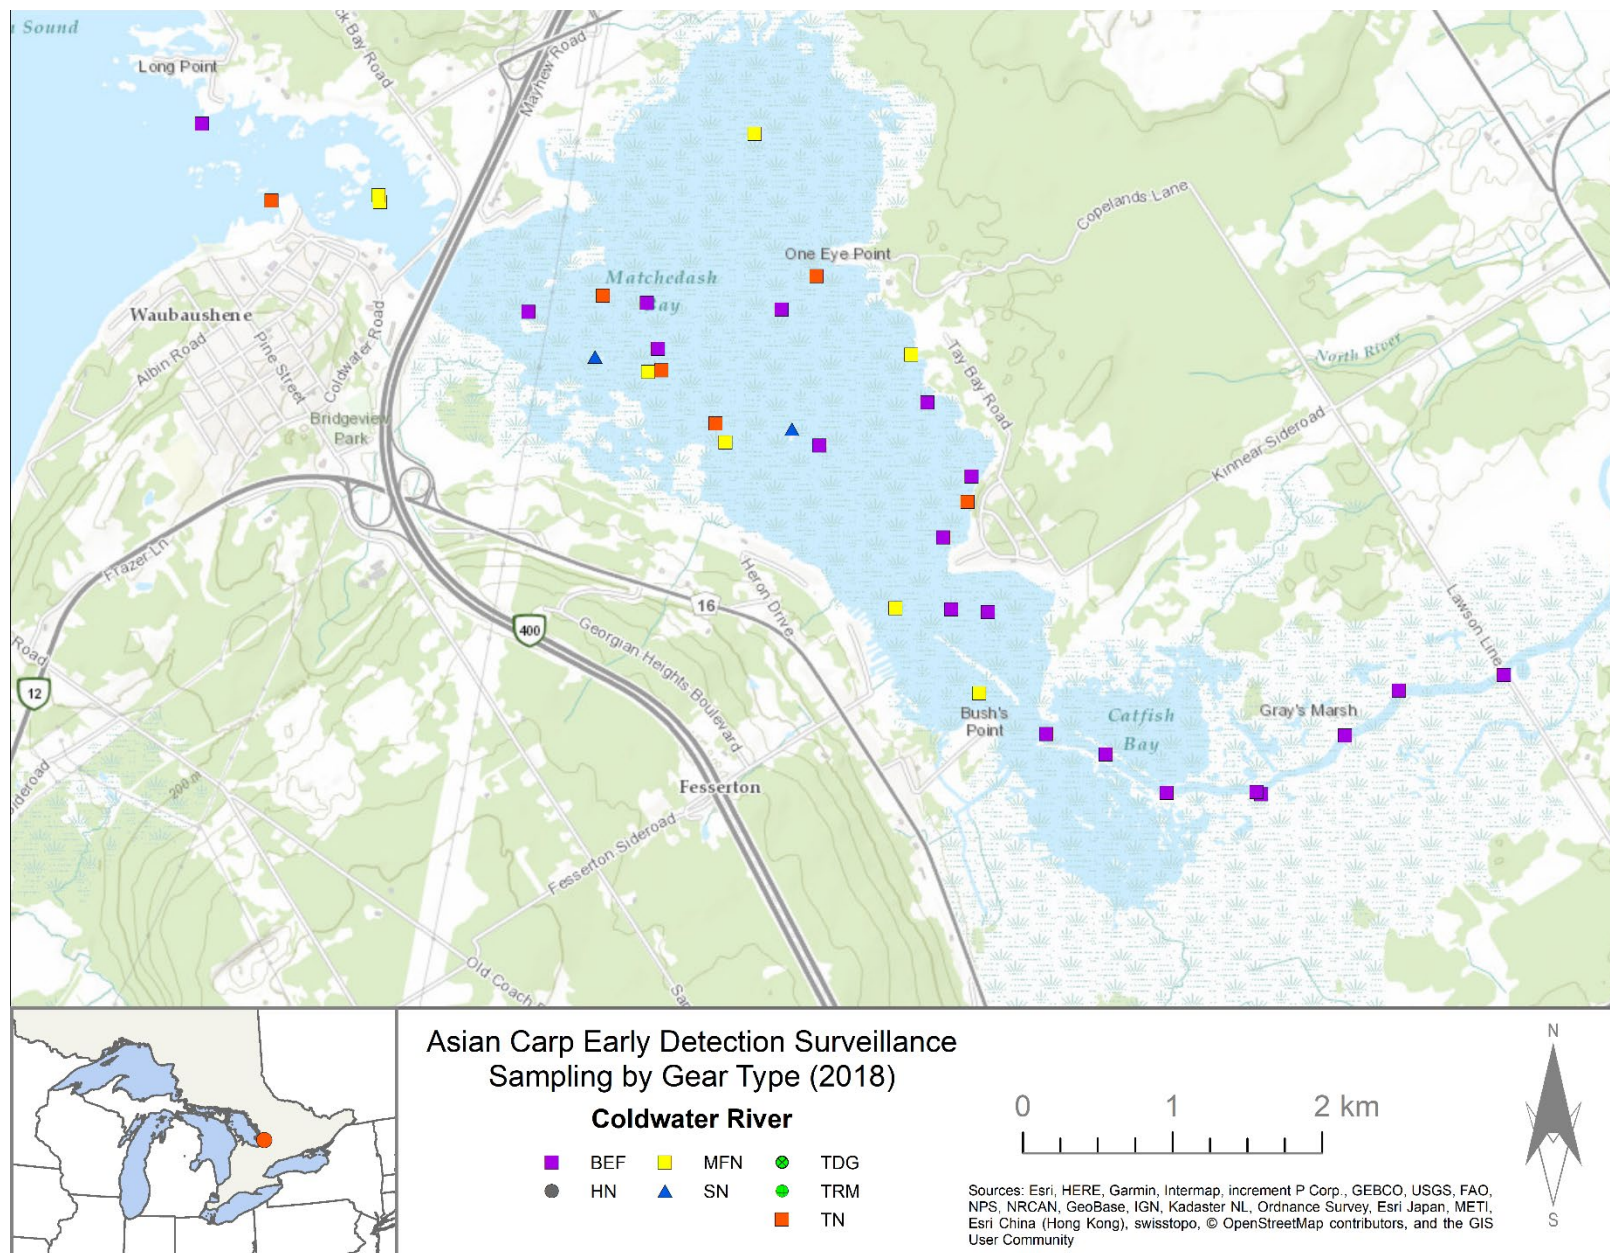 Sound
Long Point
Bay Road
Mayhew Road
Copelands Lane
One Eye Point
Matchedash
Bay
Waubaushene
Albin Road
Pine Street
Coldwater Road
Bridgeview
Park
Tay Bay Road
North River
Kinnear Sideroad
Frazer Ln
Heron Drive
16
400
Georgian Heights Boulevard
Lawson Line
Road
12
Bush's
Point
Catfish
Bay
Gray's Marsh
200 m
Fesserton
Fesserton Sideroad
Old Coach
Asian Carp Early Detection Surveillance
Sampling by Gear Type (2018)
Coldwater River
BEF MFN TDG
HN SN TRM
TN
0 1 2 km
N
S
Sources: Esri, HERE, Garmin, Intermap, increment P Corp., GEBCO, USGS, FAO,
NPS, NRCAN, GeoBase, IGN, Kadaster NL, Ordnance Survey, Esri Japan, METI,
Esri China (Hong Kong), swisstopo, © OpenStreetMap contributors, and the GIS
User Community